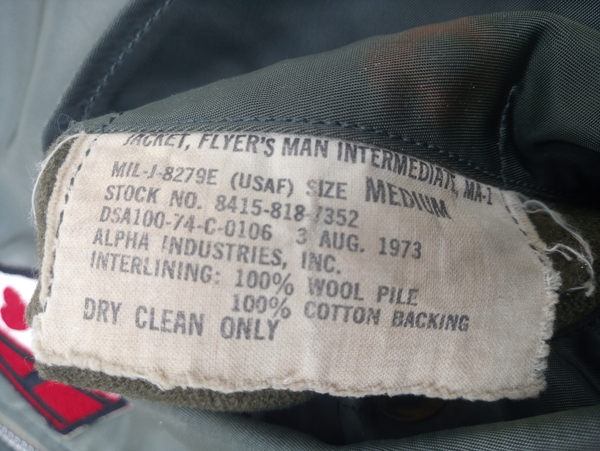 JACKET, FLYER'S MAN INTERMEDIATE, MA-1
MIL-J-8279E (USAF) SIZE MEDIUM
STOCK NO. 8415-818-7352
DSA100-74-C-0106 3 AUG. 1973
ALPHA INDUSTRIES, INC.
INTERLINING: 100% WOOL PILE
100% COTTON BACKING
DRY CLEAN ONLY